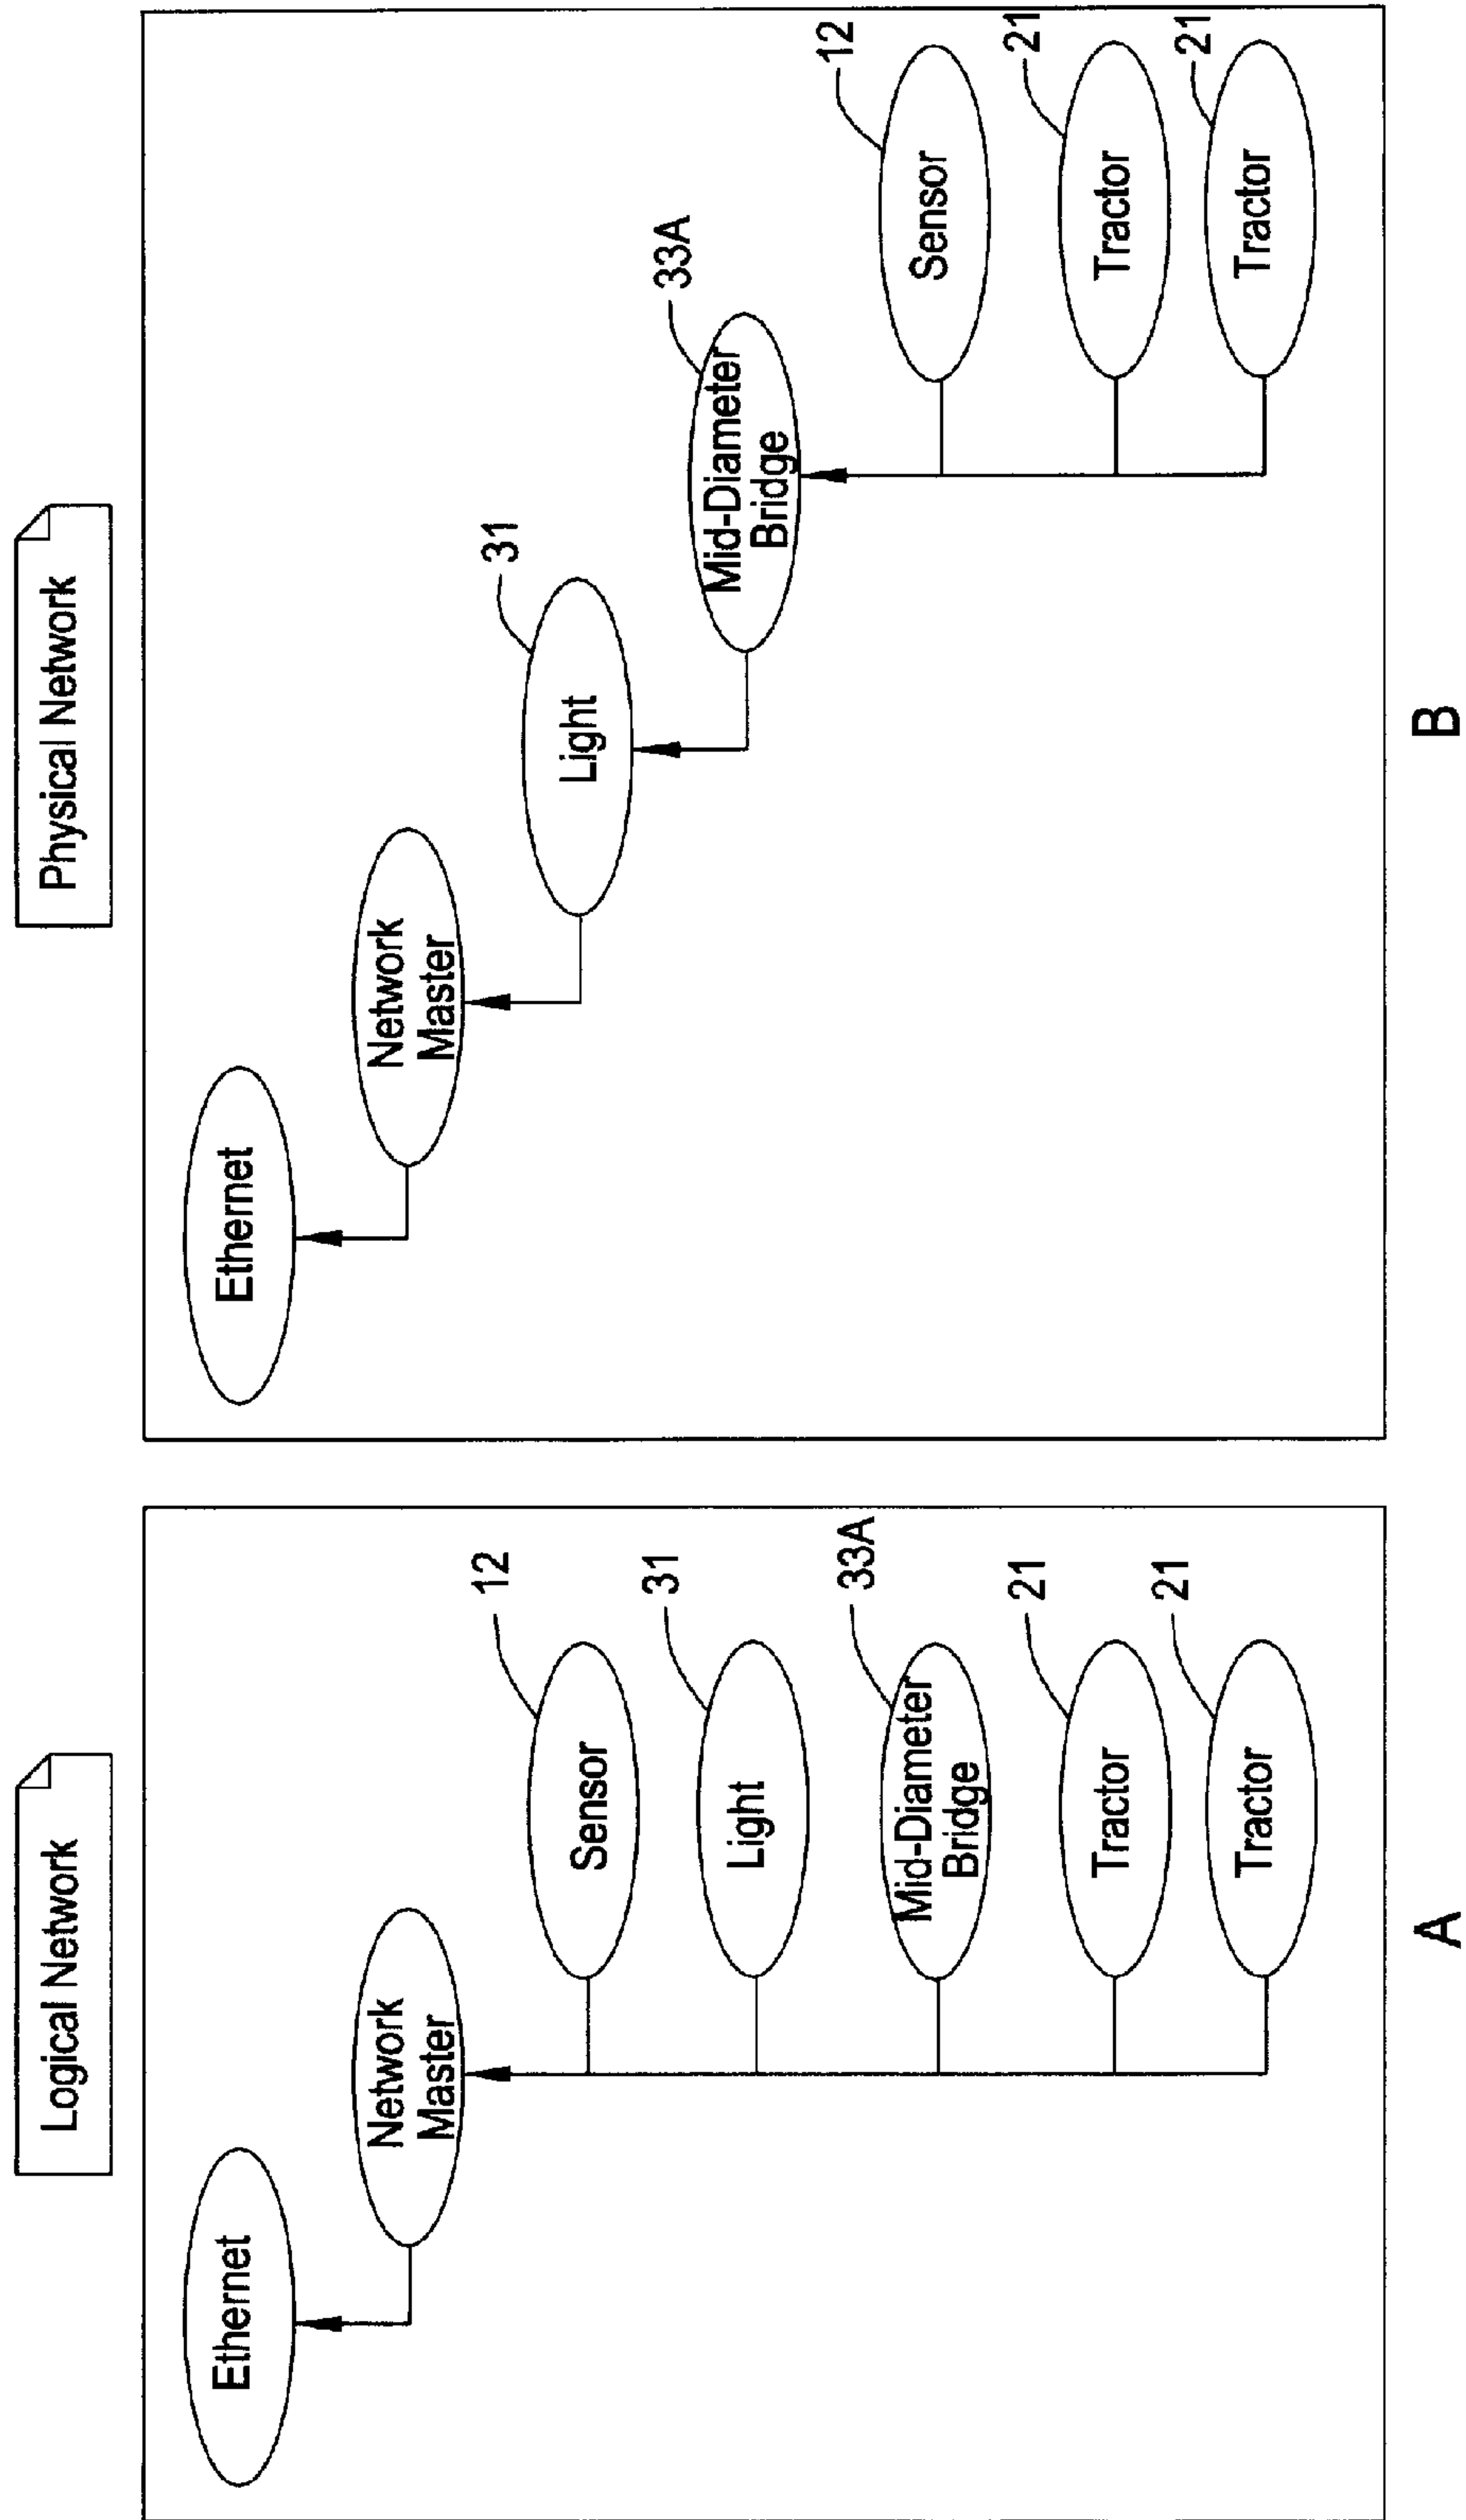 Logical Network
Ethernet
Network
Master
Sensor
12
Light
31
Mid-Diameter
Bridge
33A
Tractor
21
Tractor
21
A
Physical Network
Ethernet
Network
Master
Light
31
Mid-Diameter
Bridge
33A
Sensor
12
Tractor
21
Tractor
21
B